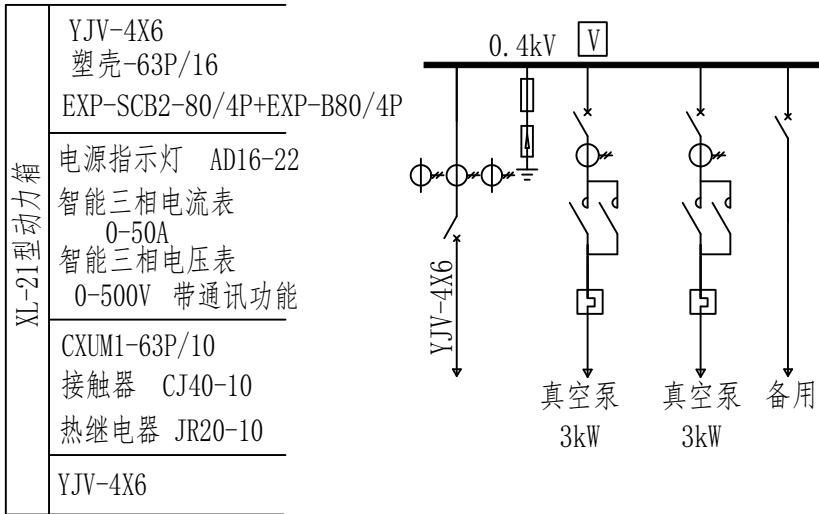 XL-21型动力箱
YJV-4X6
塑壳-63P/16
EXP-SCB2-80/4P+EXP-B80/4P
电源指示灯 AD16-22
智能三相电流表
0-50A
智能三相电压表
0-500V 带通讯功能
CXUM1-63P/10
接触器 CJ40-10
热继电器 JR20-10
YJV-4X6
0.4kV V
YJV-4X6
真空泵 真空泵 备用
3kW 3kW